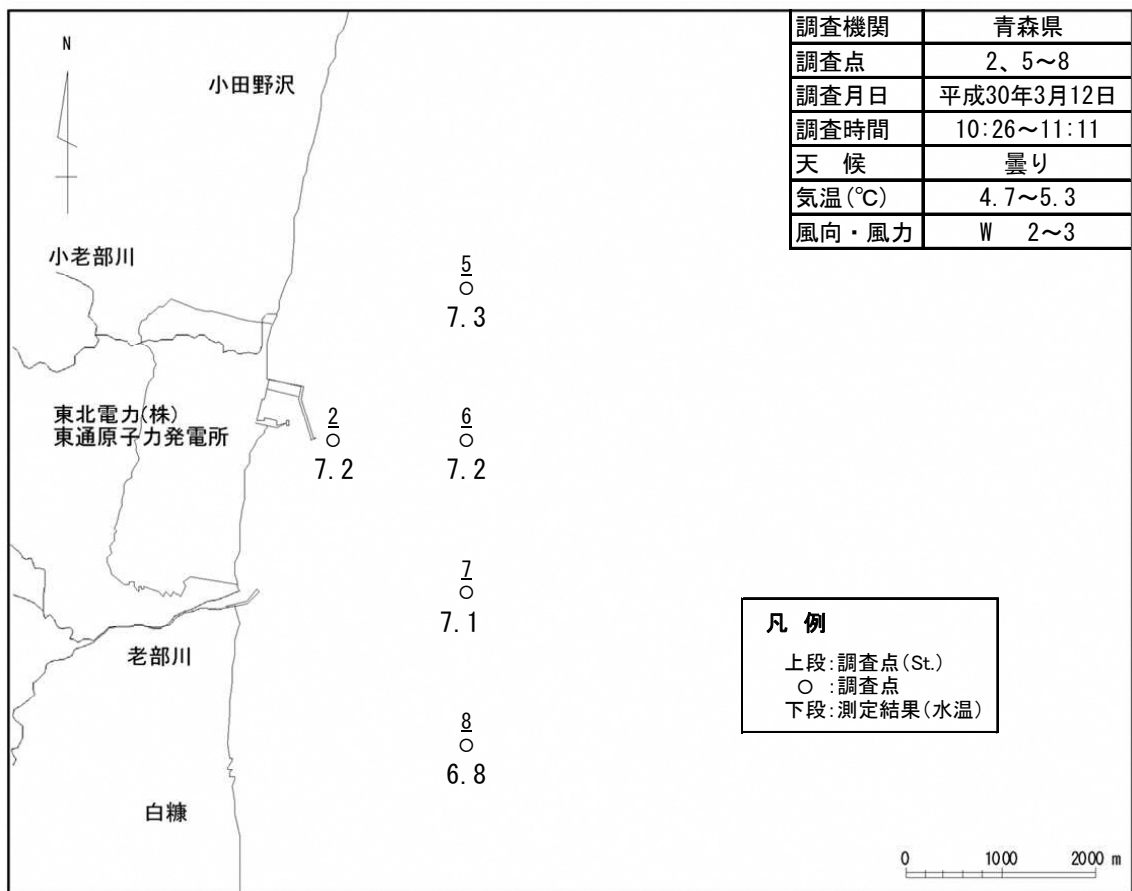 調査機関 青森県
調査点 2、5～8
調査月日 平成30年3月12日
調査時間 10:26～11:11
天 候 曇り
気温(℃) 4.7～5.3
風向・風力 W 2～3
N
小田野沢
小老部川
5
○
7.3
東北電力(株)
東通原子力発電所
2
○
7.2
6
○
7.2
7
○
7.1
老部川
8
○
6.8
白糠
凡 例
上段:調査点(St.)
○ :調査点
下段:測定結果(水温)
0 1000 2000 m